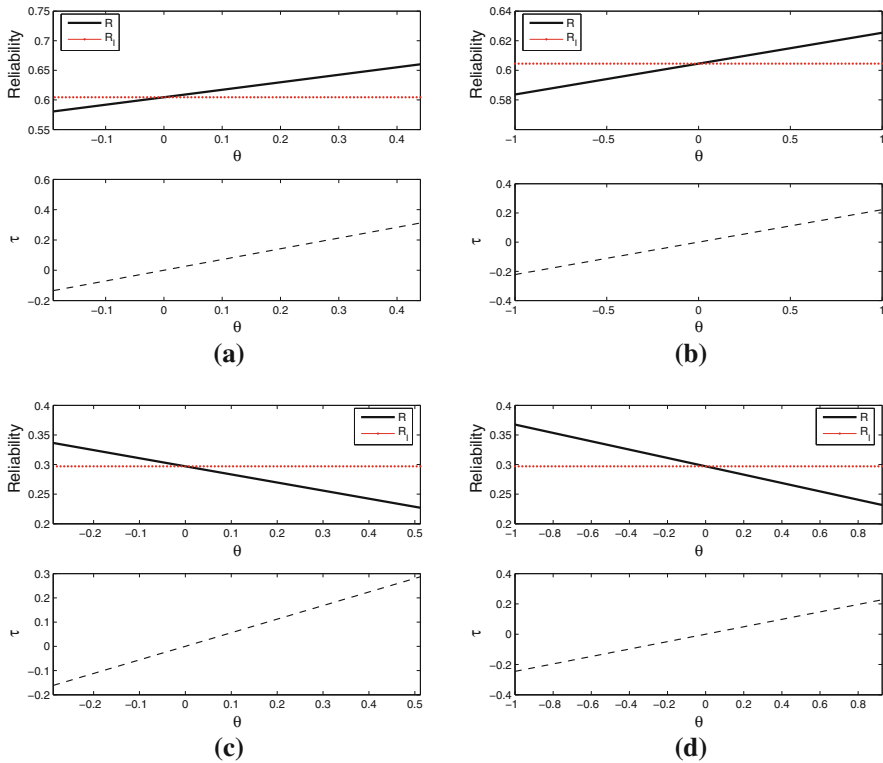 0.75
0.7
0.65
0.6
0.55
Reliability
R
R_I
−0.1 0 0.1 0.2 0.3 0.4
θ
0.6
0.4
0.2
0
−0.2
τ
−0.1 0 0.1 0.2 0.3 0.4
θ
(a)
0.64
0.62
0.6
0.58
Reliability
R
R_I
−1 −0.5 0 0.5 1
θ
0.4
0.2
0
−0.2
−0.4
τ
−1 −0.5 0 0.5 1
θ
(b)
0.4
0.35
0.3
0.25
0.2
Reliability
R
R_I
−0.2 −0.1 0 0.1 0.2 0.3 0.4 0.5
θ
0.3
0.2
0.1
0
−0.1
−0.2
τ
−0.2 −0.1 0 0.1 0.2 0.3 0.4 0.5
θ
(c)
0.4
0.35
0.3
0.25
0.2
Reliability
R
R_I
−1 −0.8 −0.6 −0.4 −0.2 0 0.2 0.4 0.6 0.8
θ
0.4
0.2
0
−0.2
−0.4
τ
−1 −0.8 −0.6 −0.4 −0.2 0 0.2 0.4 0.6 0.8
θ
(d)